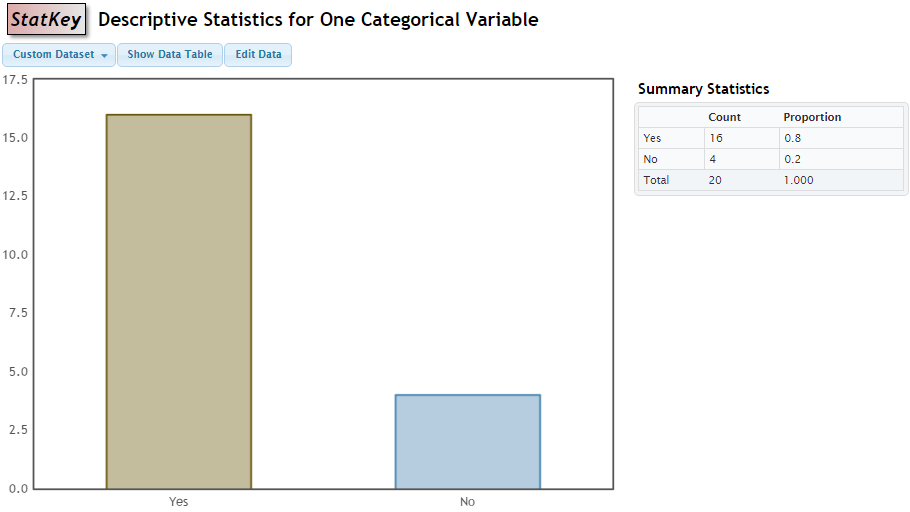 StatKey Descriptive Statistics for One Categorical Variable
Custom Dataset Show Data Table Edit Data
17.5
15.0
12.5
10.0
7.5
5.0
2.5
0.0
Yes No
Summary Statistics
Count Proportion
Yes 16 0.8
No 4 0.2
Total 20 1.000